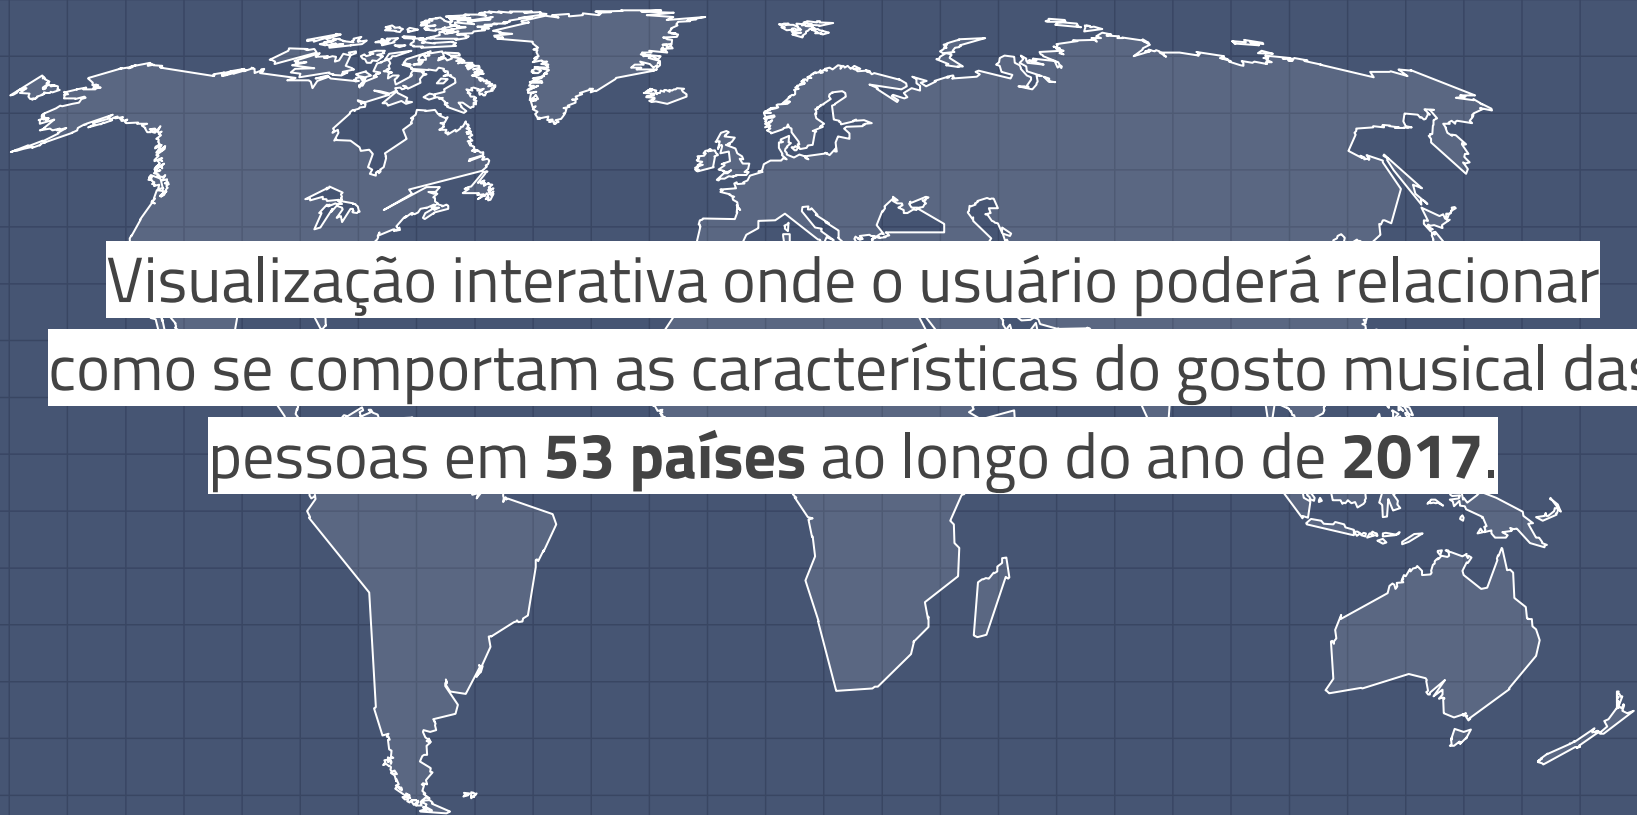 Visualização interativa onde o usuário poderá relacionar
como se comportam as características do gosto musical das
pessoas em 53 países ao longo do ano de 2017.